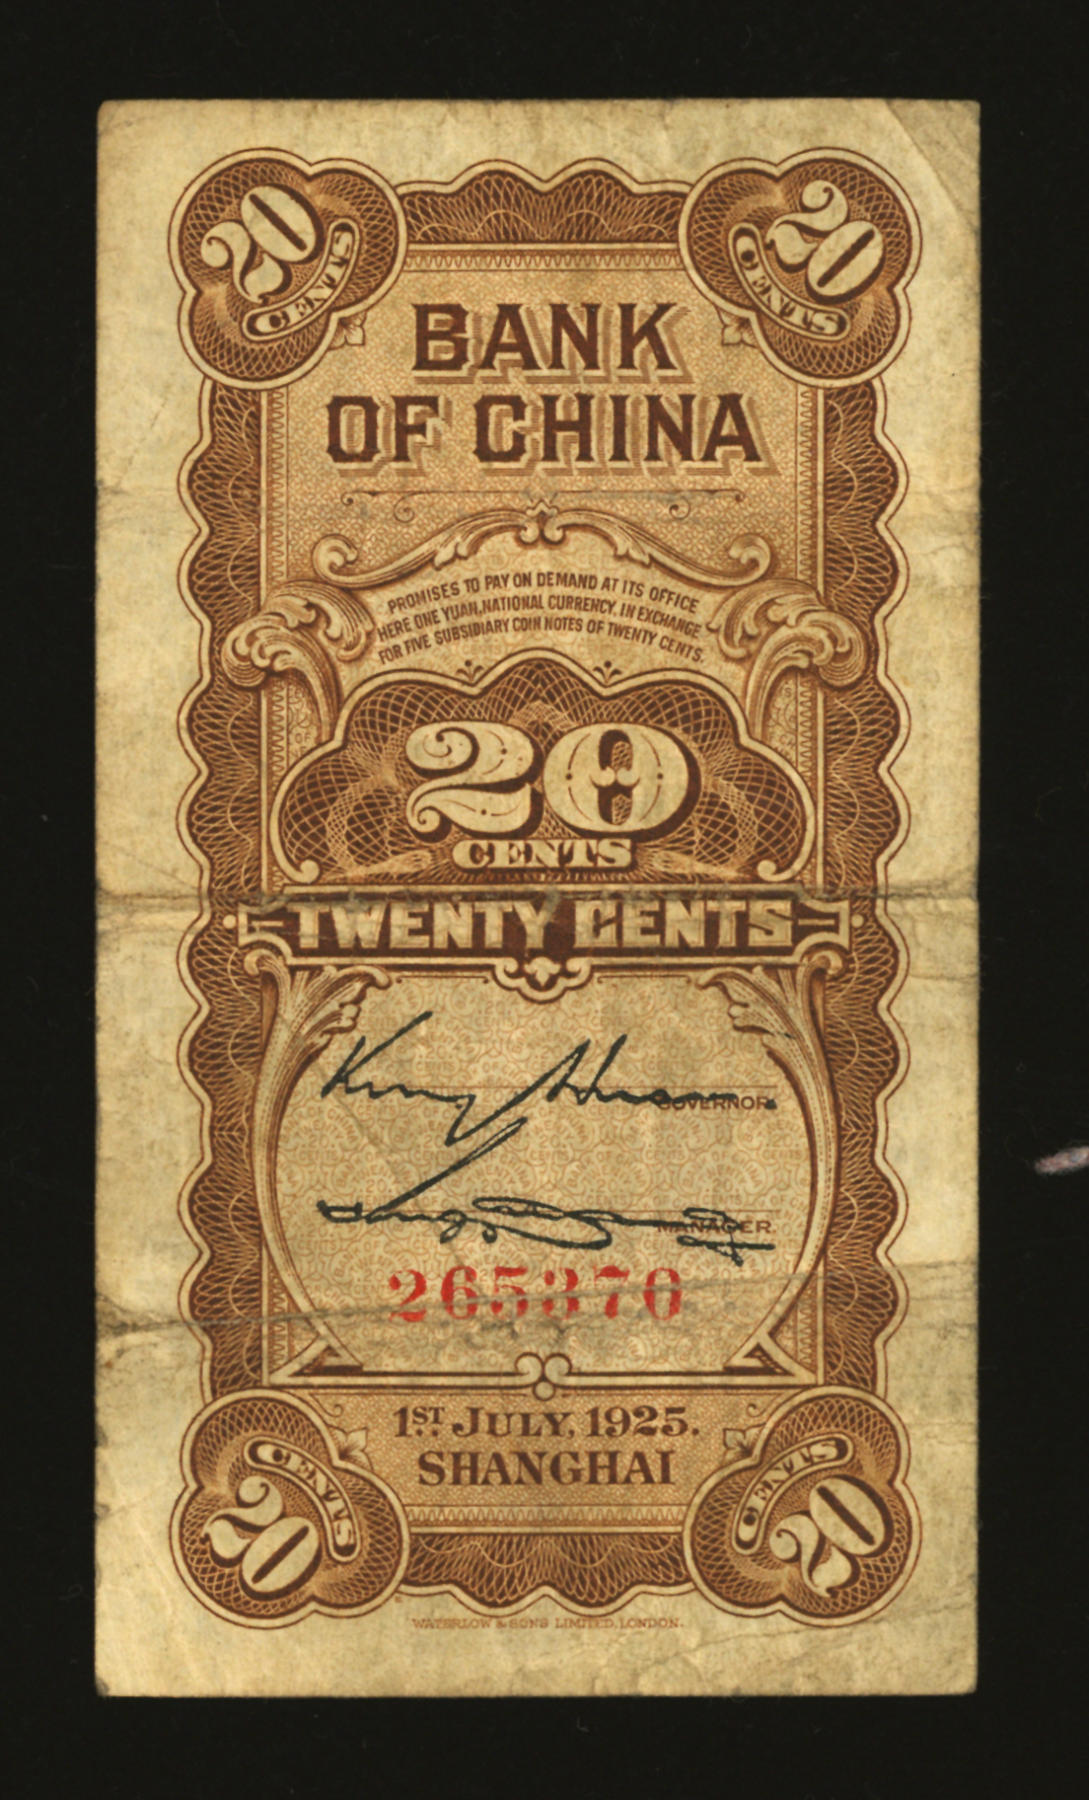 20 CENTS
20 CENTS
BANK
OF CHINA
PROMISES TO PAY ON DEMAND AT ITS OFFICE
HERE ONE YUAN, NATIONAL CURRENCY, IN EXCHANGE
FOR FIVE SUBSIDIARY COIN NOTES OF TWENTY CENTS.
20
CENTS
TWENTY CENTS
GOVERNOR.
MANAGER.
265370
1ST JULY, 1925.
SHANGHAI
20 CENTS
20 CENTS
WATERLOW & SONS LIMITED, LONDON.